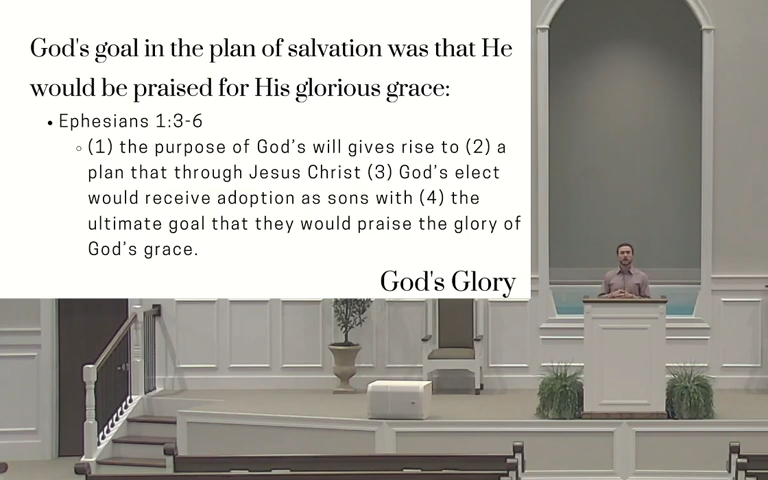 God's goal in the plan of salvation was that He
would be praised for His glorious grace:
• Ephesians 1:3-6
◦ (1) the purpose of God's will gives rise to (2) a
plan that through Jesus Christ (3) God's elect
would receive adoption as sons with (4) the
ultimate goal that they would praise the glory of
God's grace.
God's Glory